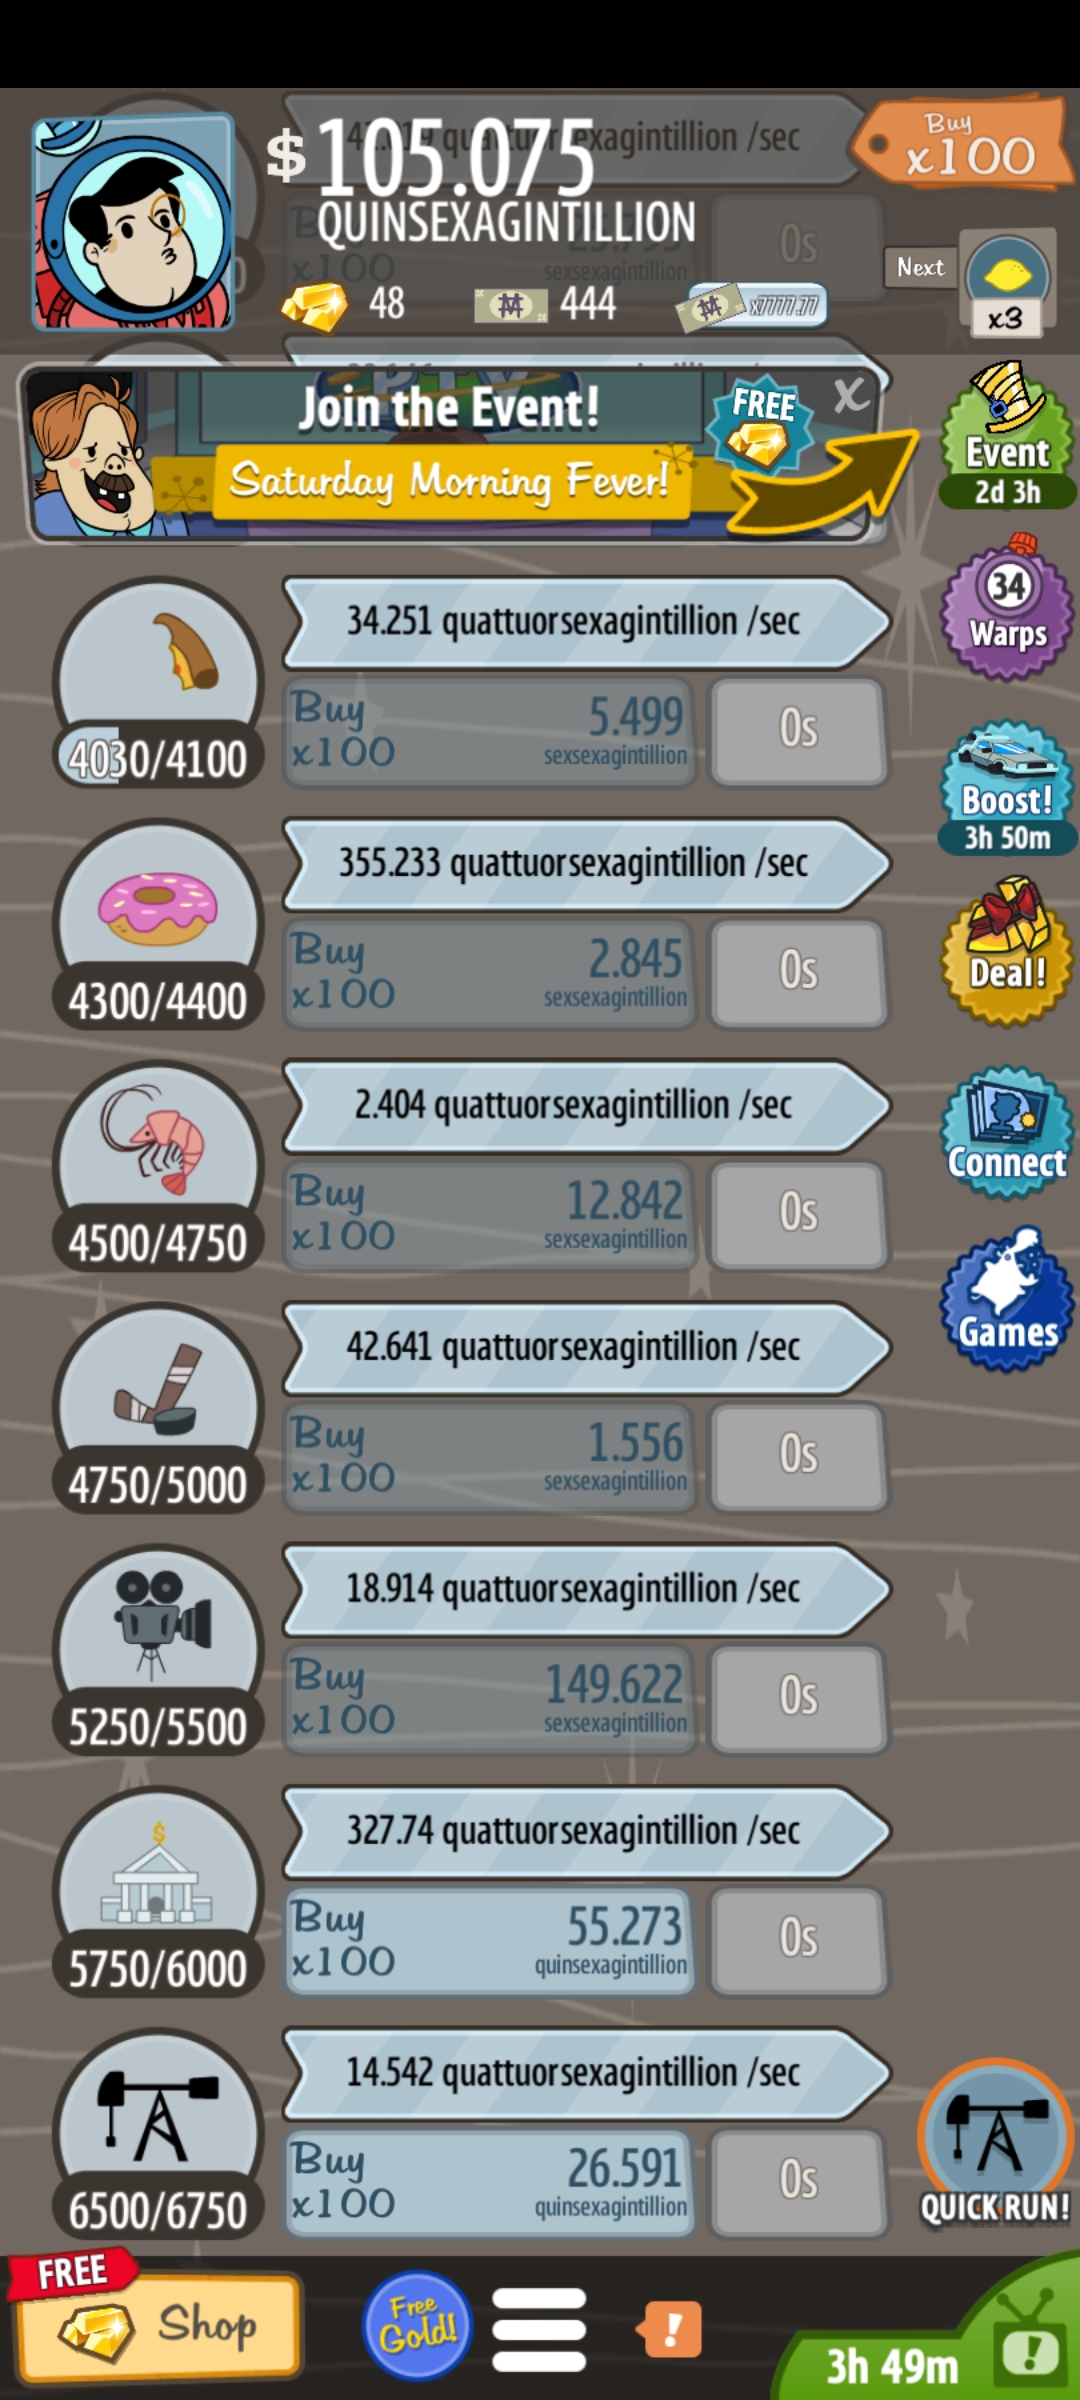 Buy
x100
$ 105.075
QUINSEXAGINTILLION
quattuorsexagintillion /sec
Buy
x100
sexsexagintillion
0s
Next
x3
48
444
x7777.77
Join the Event!
Saturday Morning Fever!
FREE
X
Event
2d 3h
34
Warps
34.251 quattuorsexagintillion /sec
4030/4100
Buy
x100
5.499
sexsexagintillion
0s
Boost!
3h 50m
355.233 quattuorsexagintillion /sec
4300/4400
Buy
x100
2.845
sexsexagintillion
0s
Deal!
2.404 quattuorsexagintillion /sec
4500/4750
Buy
x100
12.842
sexsexagintillion
0s
Connect
Games
42.641 quattuorsexagintillion /sec
4750/5000
Buy
x100
1.556
sexsexagintillion
0s
18.914 quattuorsexagintillion /sec
5250/5500
Buy
x100
149.622
sexsexagintillion
0s
$
327.74 quattuorsexagintillion /sec
5750/6000
Buy
x100
55.273
quinsexagintillion
0s
14.542 quattuorsexagintillion /sec
6500/6750
Buy
x100
26.591
quinsexagintillion
0s
QUICK RUN!
FREE
Shop
Free
Gold!
!
3h 49m
!